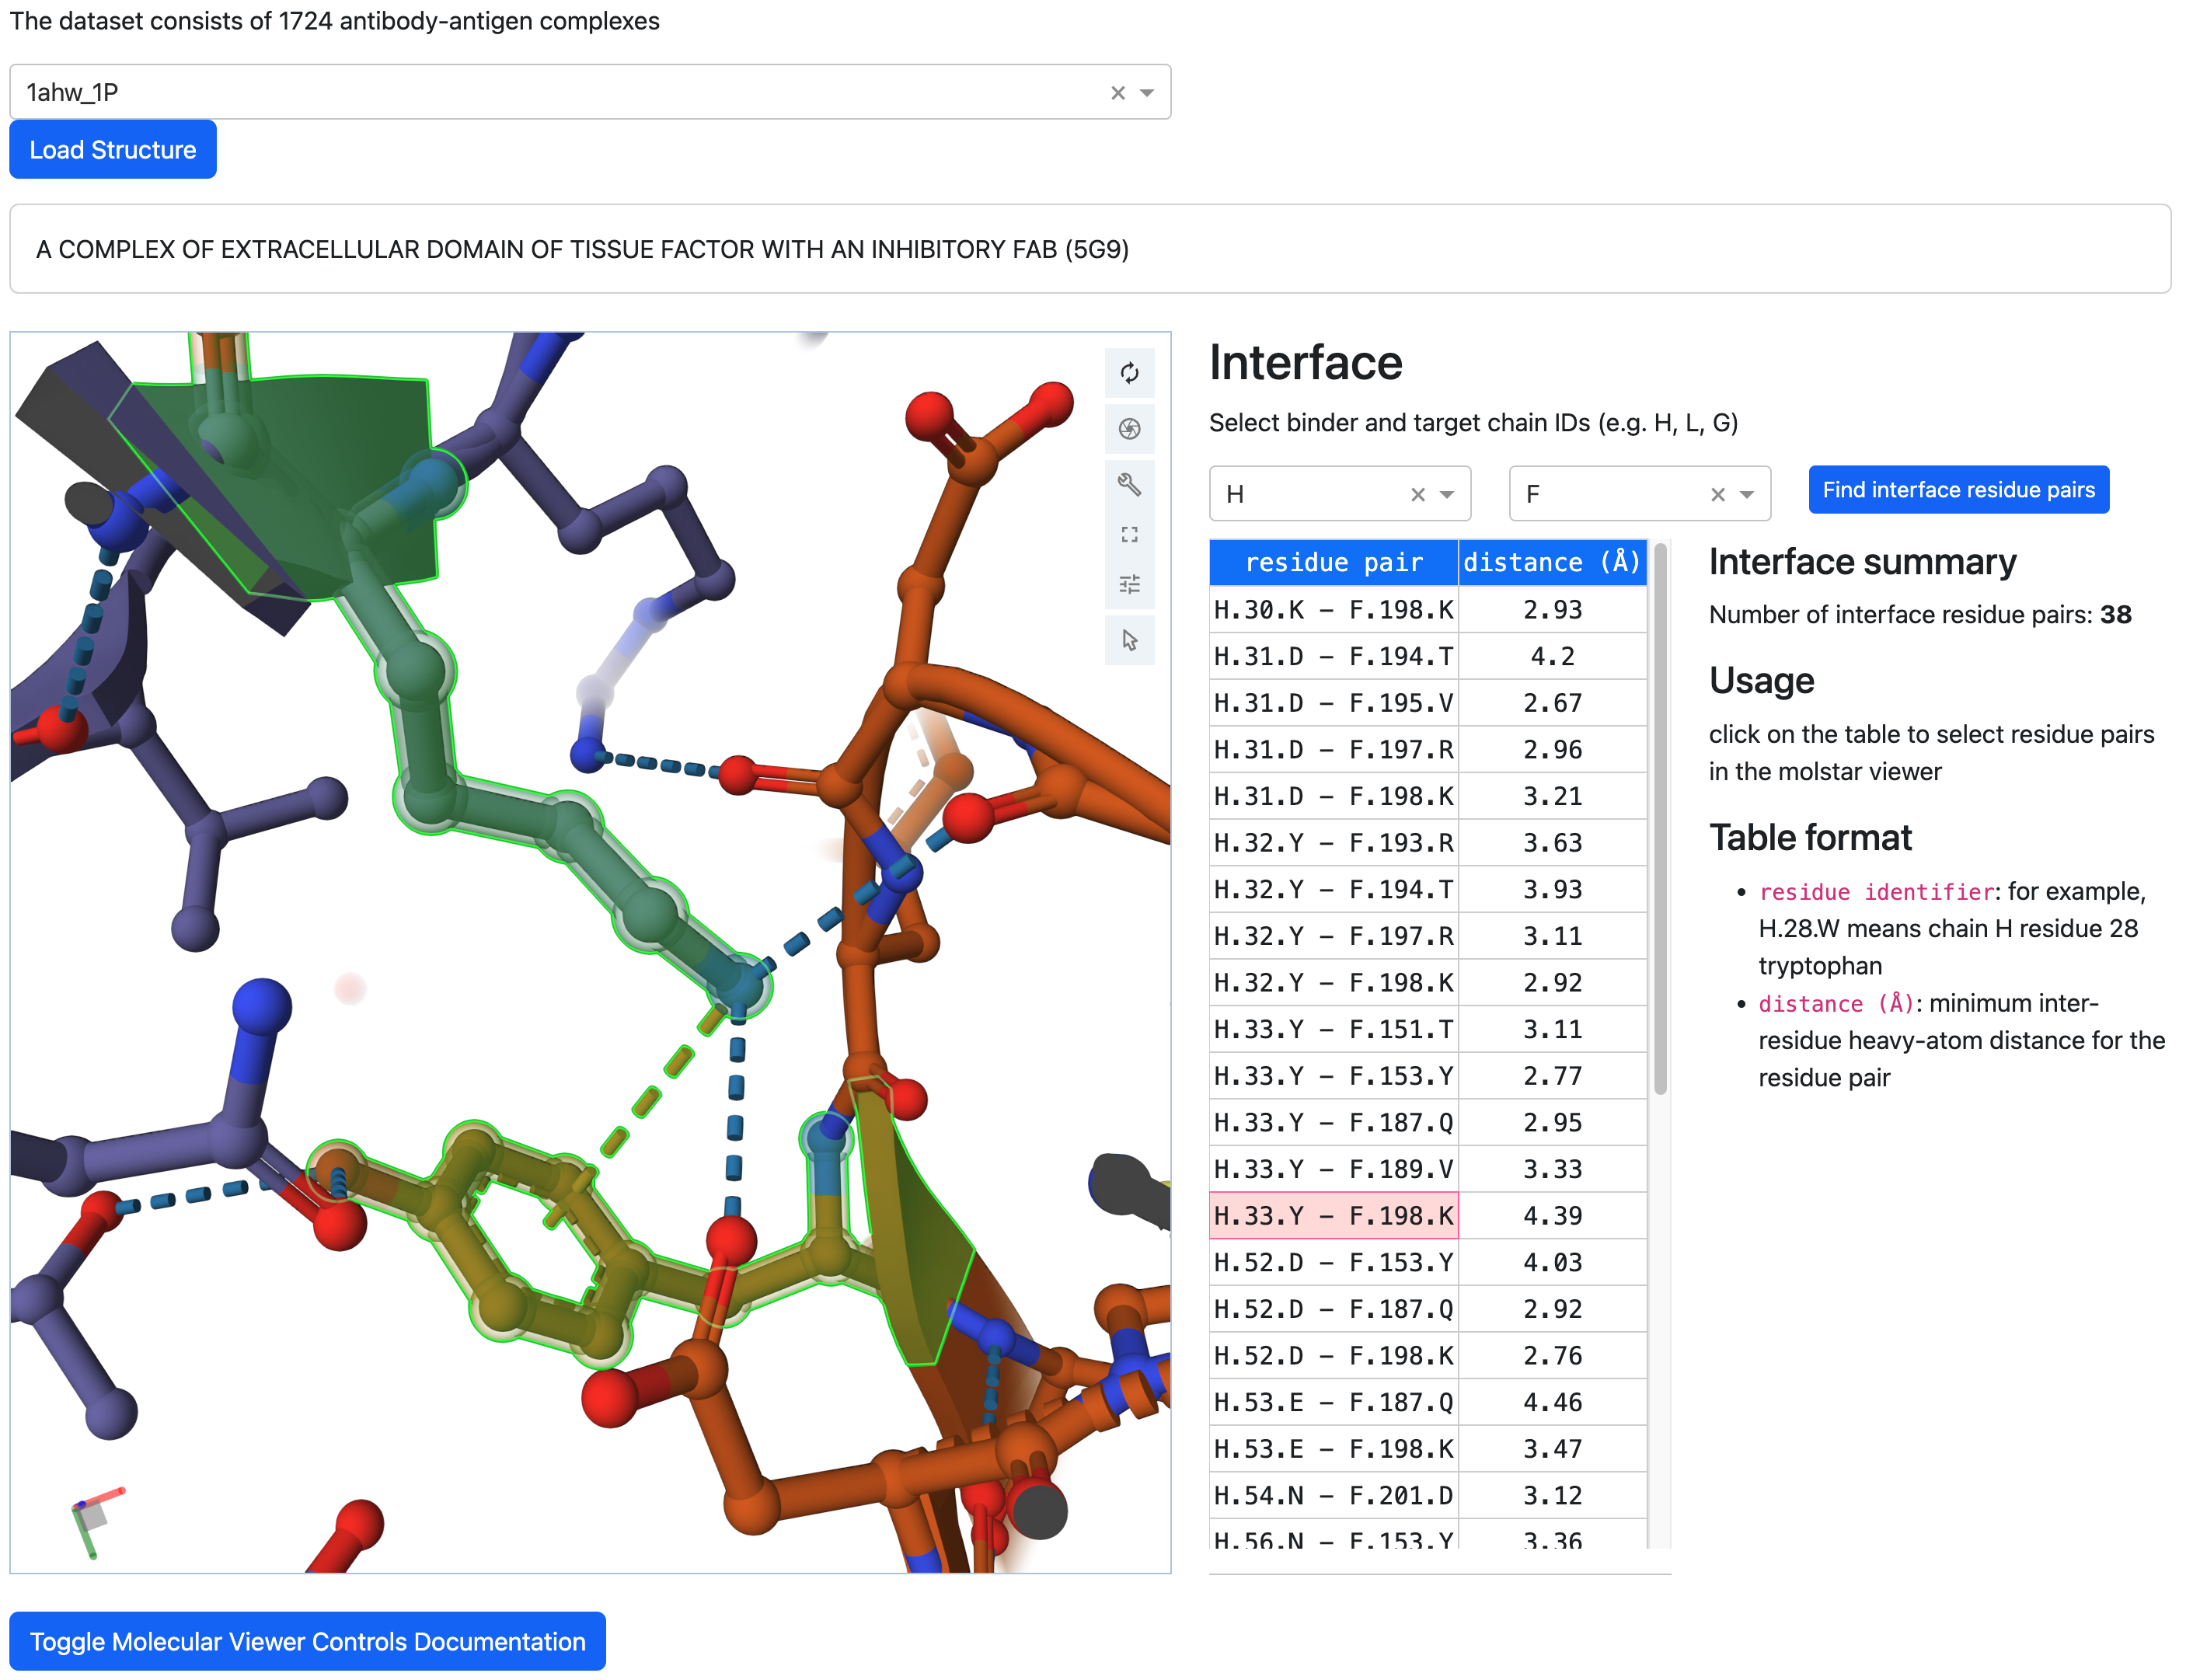 The dataset consists of 1724 antibody-antigen complexes
1ahw_1P
Load Structure
A COMPLEX OF EXTRACELLULAR DOMAIN OF TISSUE FACTOR WITH AN INHIBITORY FAB (5G9)
Interface
Select binder and target chain IDs (e.g. H, L, G)
H
F
Find interface residue pairs
residue pair distance (Å)
H.30.K – F.198.K 2.93
H.31.D – F.194.T 4.2
H.31.D – F.195.V 2.67
H.31.D – F.197.R 2.96
H.31.D – F.198.K 3.21
H.32.Y – F.193.R 3.63
H.32.Y – F.194.T 3.93
H.32.Y – F.197.R 3.11
H.32.Y – F.198.K 2.92
H.33.Y – F.151.T 3.11
H.33.Y – F.153.Y 2.77
H.33.Y – F.187.Q 2.95
H.33.Y – F.189.V 3.33
H.33.Y – F.198.K 4.39
H.52.D – F.153.Y 4.03
H.52.D – F.187.Q 2.92
H.52.D – F.198.K 2.76
H.53.E – F.187.Q 4.46
H.53.E – F.198.K 3.47
H.54.N – F.201.D 3.12
H.56.N – F.153.Y 3.36
Interface summary
Number of interface residue pairs: 38
Usage
click on the table to select residue pairs
in the molstar viewer
Table format
• residue identifier: for example,
H.28.W means chain H residue 28
tryptophan
• distance (Å): minimum inter-
residue heavy-atom distance for the
residue pair
Toggle Molecular Viewer Controls Documentation